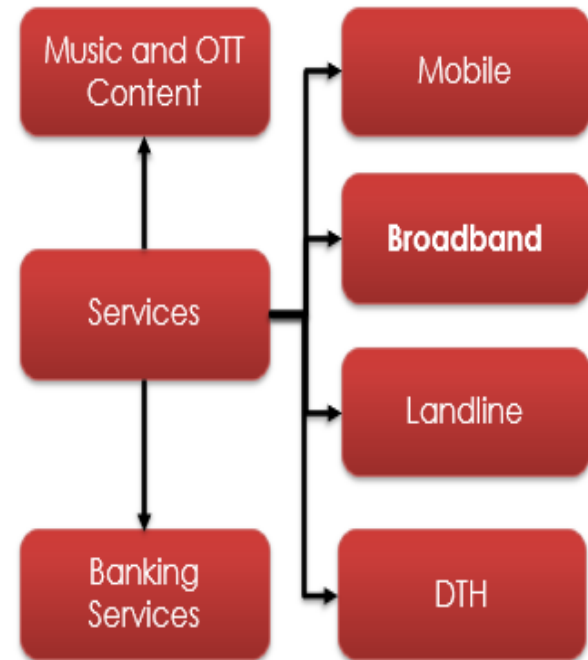 Music and OTT
Content
Services
Banking
Services
Mobile
Broadband
Landline
DTH